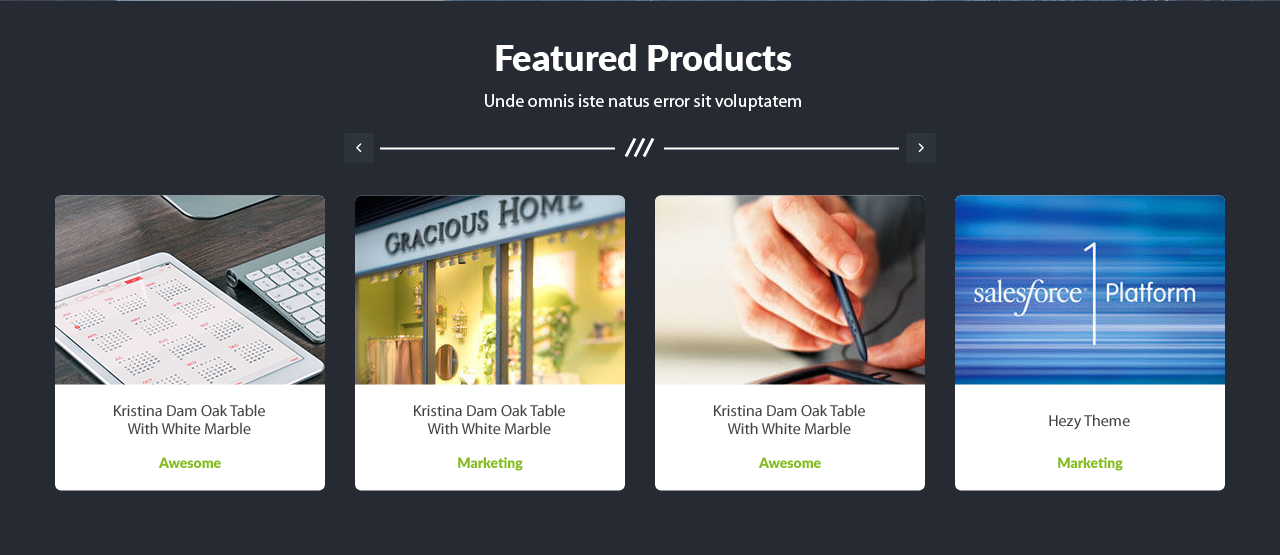 Featured Products
Unde omnis iste natus error sit voluptatem
GRACIOUS HOME
salesforce 1 Platform
Kristina Dam Oak Table
With White Marble
Awesome
Kristina Dam Oak Table
With White Marble
Marketing
Kristina Dam Oak Table
With White Marble
Awesome
Hezy Theme
Marketing